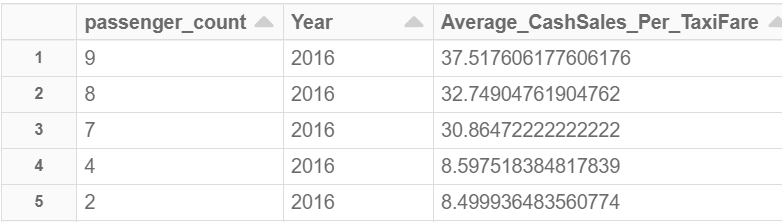 passenger_count Year Average_CashSales_Per_TaxiFare
1 9 2016 37.517606177606176
2 8 2016 32.74904761904762
3 7 2016 30.86472222222222
4 4 2016 8.597518384817839
5 2 2016 8.499936483560774